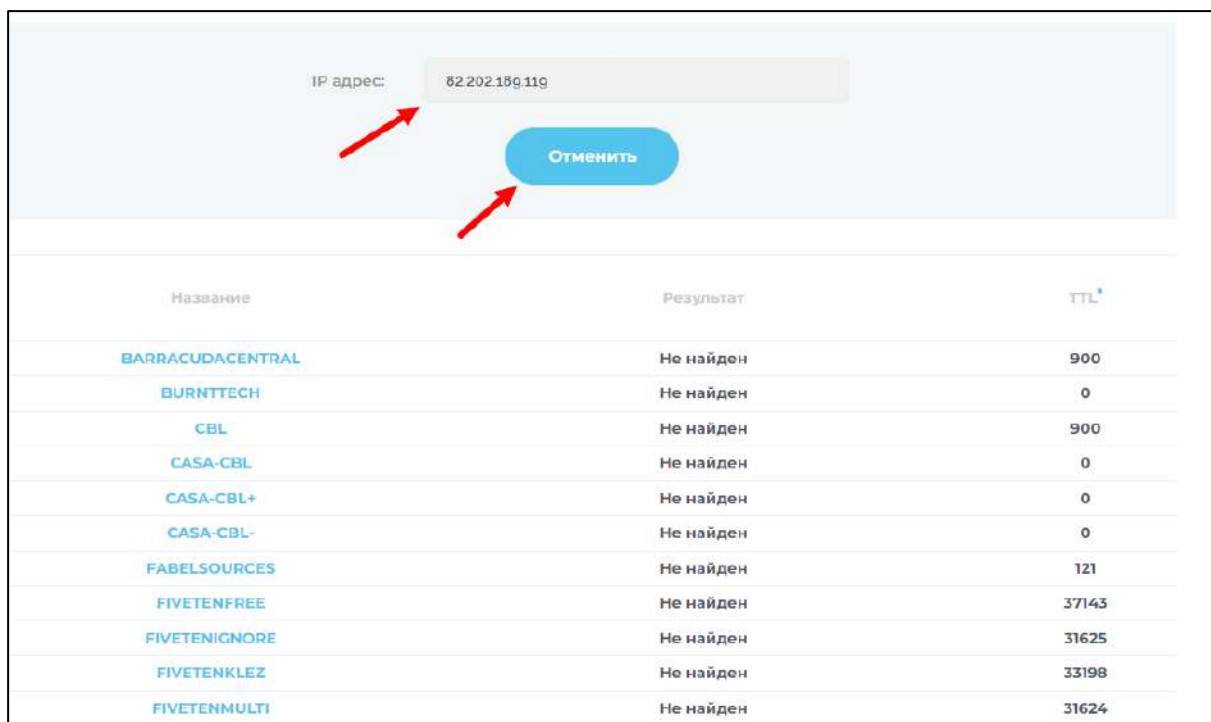 IP адрес: 82.202.189.119
Отменить
Название Результат TTL*
BARRACUDACENTRAL Не найден 900
BURNTTECH Не найден 0
CBL Не найден 900
CASA-CBL Не найден 0
CASA-CBL+ Не найден 0
CASA-CBL- Не найден 0
FABELSOURCES Не найден 121
FIVETENFREE Не найден 37143
FIVETENIGNORE Не найден 31625
FIVETENKLEZ Не найден 33198
FIVETENMULTI Не найден 31624